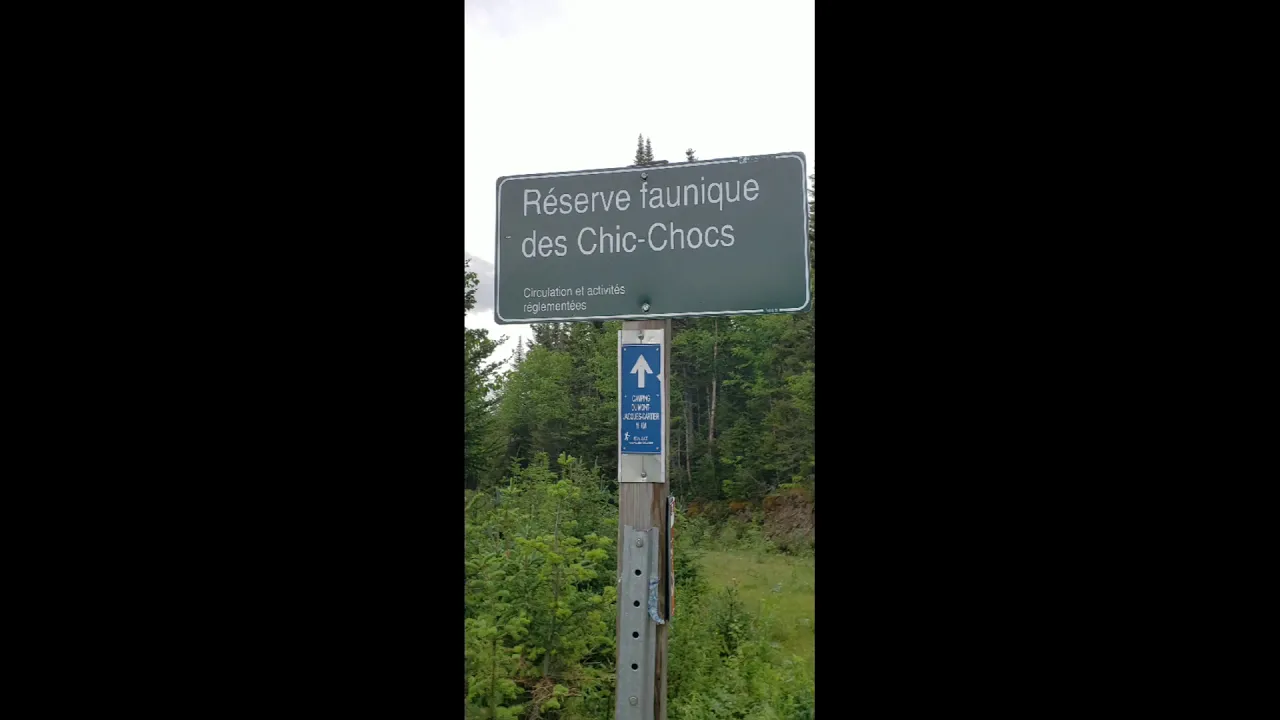 Réserve faunique
des Chic-Chocs
Circulation et activités
réglementées
CAMPING
DU MONT
JACQUES-CARTIER